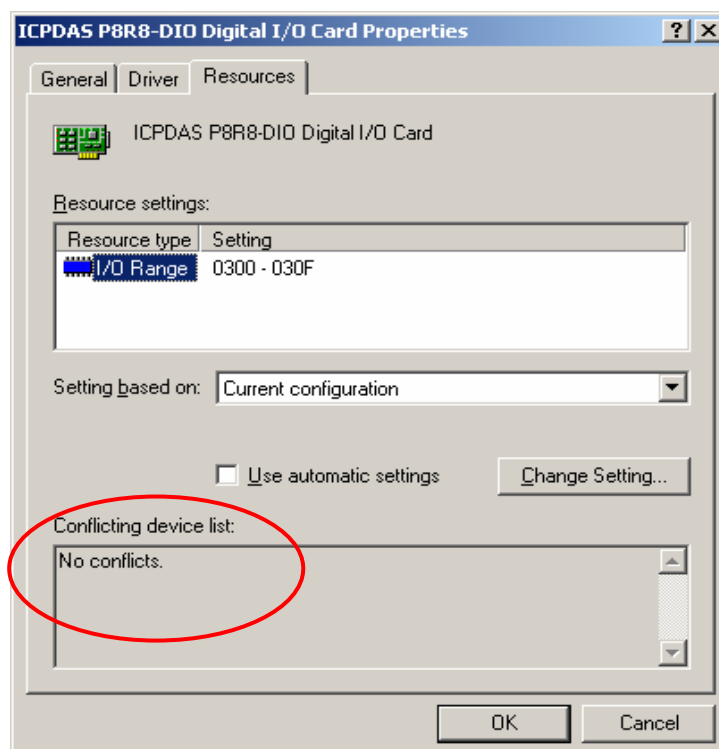 ICPDAS P8R8-DIO Digital I/O Card Properties
General Driver Resources
ICPDAS P8R8-DIO Digital I/O Card
Resource settings:
Resource type Setting
I/O Range 0300 - 030F
Setting based on: Current configuration
Use automatic settings Change Setting...
Conflicting device list:
No conflicts.
OK Cancel